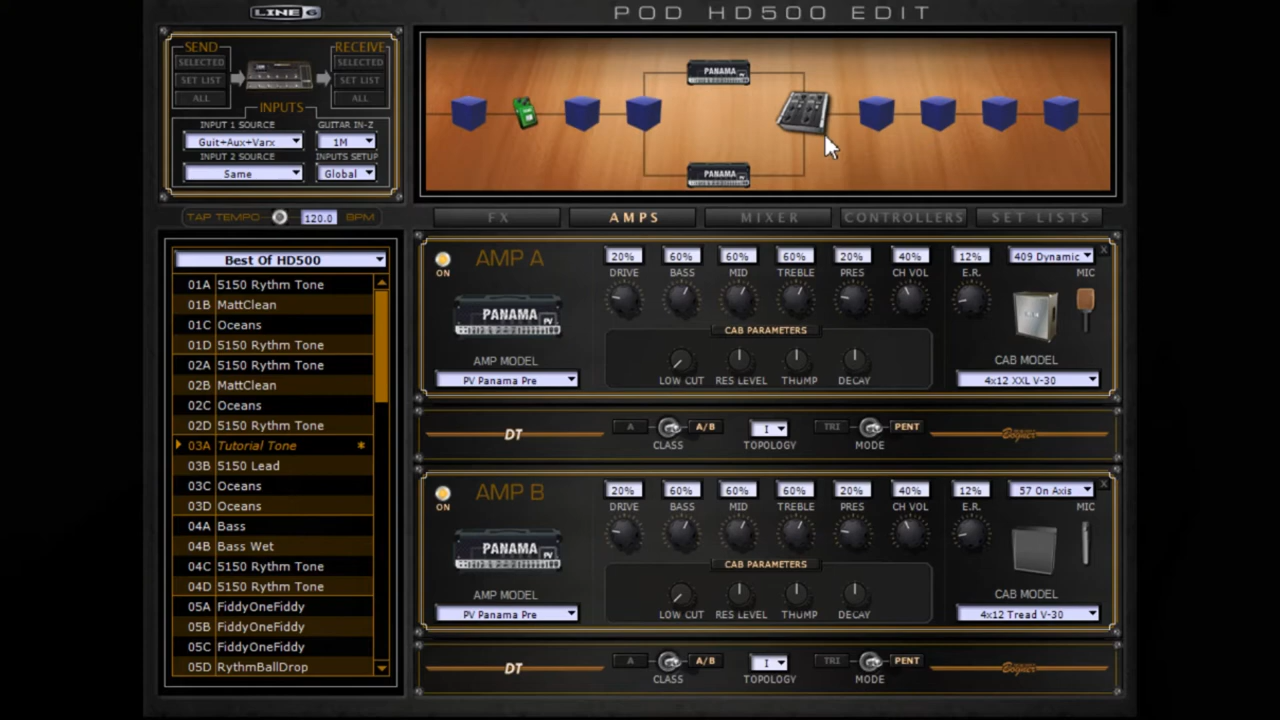 LINE 6
POD HD500 EDIT
SEND
RECEIVE
SELECTED
SELECTED
SET LIST
SET LIST
ALL
ALL
INPUTS
INPUT 1 SOURCE
GUITAR IN-Z
Guit+Aux+Varx
1M
INPUT 2 SOURCE
INPUTS SETUP
Same
Global
PANAMA
PANAMA
TAP TEMPO
120.0
BPM
FX
AMPS
MIXER
CONTROLLERS
SET LISTS
Best Of HD500
01A 5150 Rythm Tone
01B MattClean
01C Oceans
01D 5150 Rythm Tone
02A 5150 Rythm Tone
02B MattClean
02C Oceans
02D 5150 Rythm Tone
03A Tutorial Tone *
03B 5150 Lead
03C Oceans
03D Oceans
04A Bass
04B Bass Wet
04C 5150 Rythm Tone
04D 5150 Rythm Tone
05A FiddyOneFiddy
05B FiddyOneFiddy
05C FiddyOneFiddy
05D RythmBallDrop
ON
AMP A
20% 60% 60% 60% 20% 40% 12% 409 Dynamic
DRIVE BASS MID TREBLE PRES CH VOL E.R. MIC
PANAMA PV
CAB PARAMETERS
AMP MODEL
PV Panama Pre
LOW CUT RES LEVEL THUMP DECAY
CAB MODEL
4x12 XXL V-30
DT
A A/B
CLASS
I
TOPOLOGY
TRI PENT
MODE
Bogner
ON
AMP B
20% 60% 60% 60% 20% 40% 12% 57 On Axis
DRIVE BASS MID TREBLE PRES CH VOL E.R. MIC
PANAMA PV
CAB PARAMETERS
AMP MODEL
PV Panama Pre
LOW CUT RES LEVEL THUMP DECAY
CAB MODEL
4x12 Tread V-30
DT
A A/B
CLASS
I
TOPOLOGY
TRI PENT
MODE
Bogner